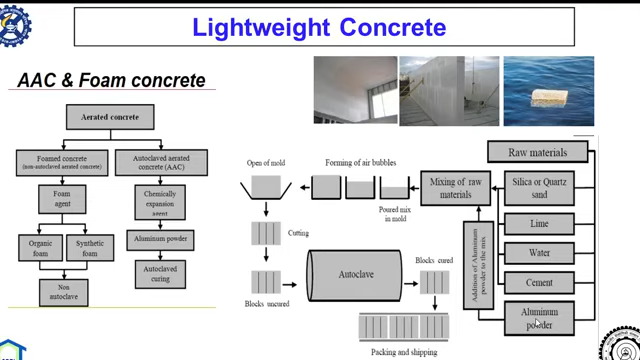 Lightweight Concrete
AAC & Foam concrete
Aerated concrete
Foamed concrete
(non-autoclaved aerated concrete)
Autoclaved aerated
concrete (AAC)
Foam
agent
Chemically
expansion
agent
Organic
foam
Synthetic
foam
Aluminum powder
Non
autoclave
Autoclaved
curing
Raw materials
Open of mold
Forming of air bubbles
Mixing of raw
materials
Silica or Quartz
sand
Poured mix
in mold
Lime
Cutting
Water
Addition of Aluminum
powder to the mix
Autoclave
Blocks cured
Cement
Blocks uncured
Aluminum
powder
Packing and shipping